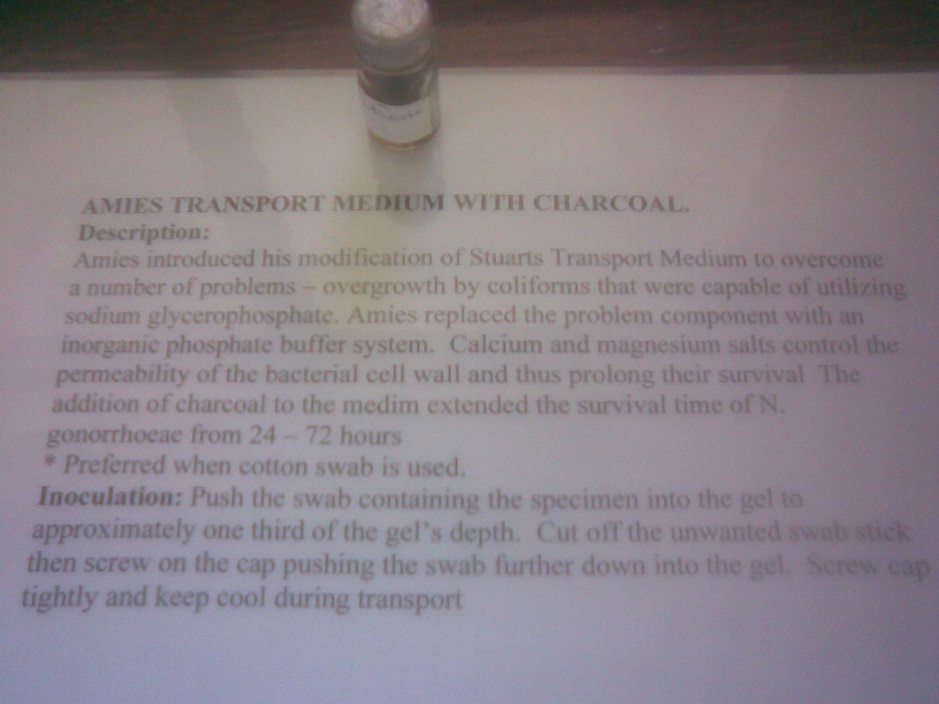 AMIES TRANSPORT MEDIUM WITH CHARCOAL.
Description:
Amies introduced his modification of Stuarts Transport Medium to overcome
a number of problems – overgrowth by coliforms that were capable of utilizing
sodium glycerophosphate. Amies replaced the problem component with an
inorganic phosphate buffer system. Calcium and magnesium salts control the
permeability of the bacterial cell wall and thus prolong their survival The
addition of charcoal to the medim extended the survival time of N.
gonorrhoeae from 24 – 72 hours
* Preferred when cotton swab is used.
Inoculation: Push the swab containing the specimen into the gel to
approximately one third of the gel's depth. Cut off the unwanted swab stick
then screw on the cap pushing the swab further down into the gel. Screw cap
tightly and keep cool during transport